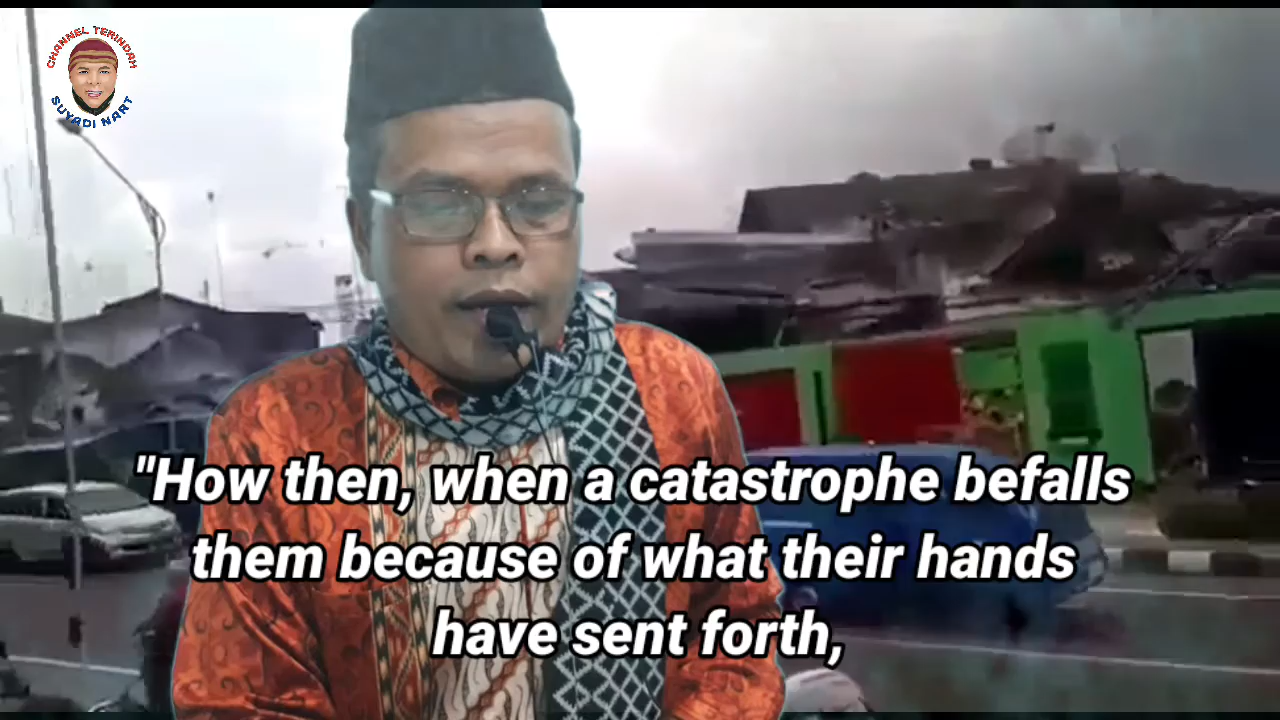 CHANNEL TERINDAH
SUYADI NART
"How then, when a catastrophe befalls
them because of what their hands
have sent forth,